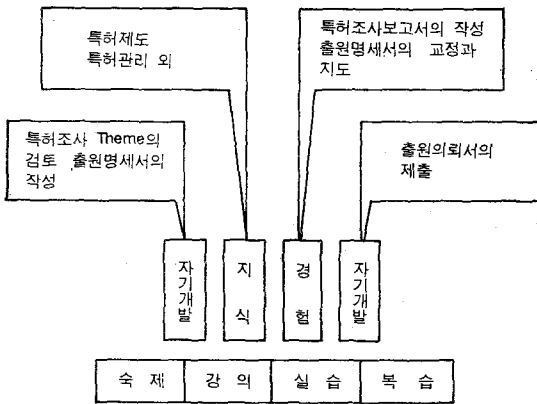 특허제도
특허관리 외
특허조사보고서의 작성
출원명세서의 교정과
지도
특허조사 Theme의
검토 출원명세서의
작성
출원의뢰서의
제출
자기개발
지식
경험
자기개발
숙 제
강 의
실 습
복 습